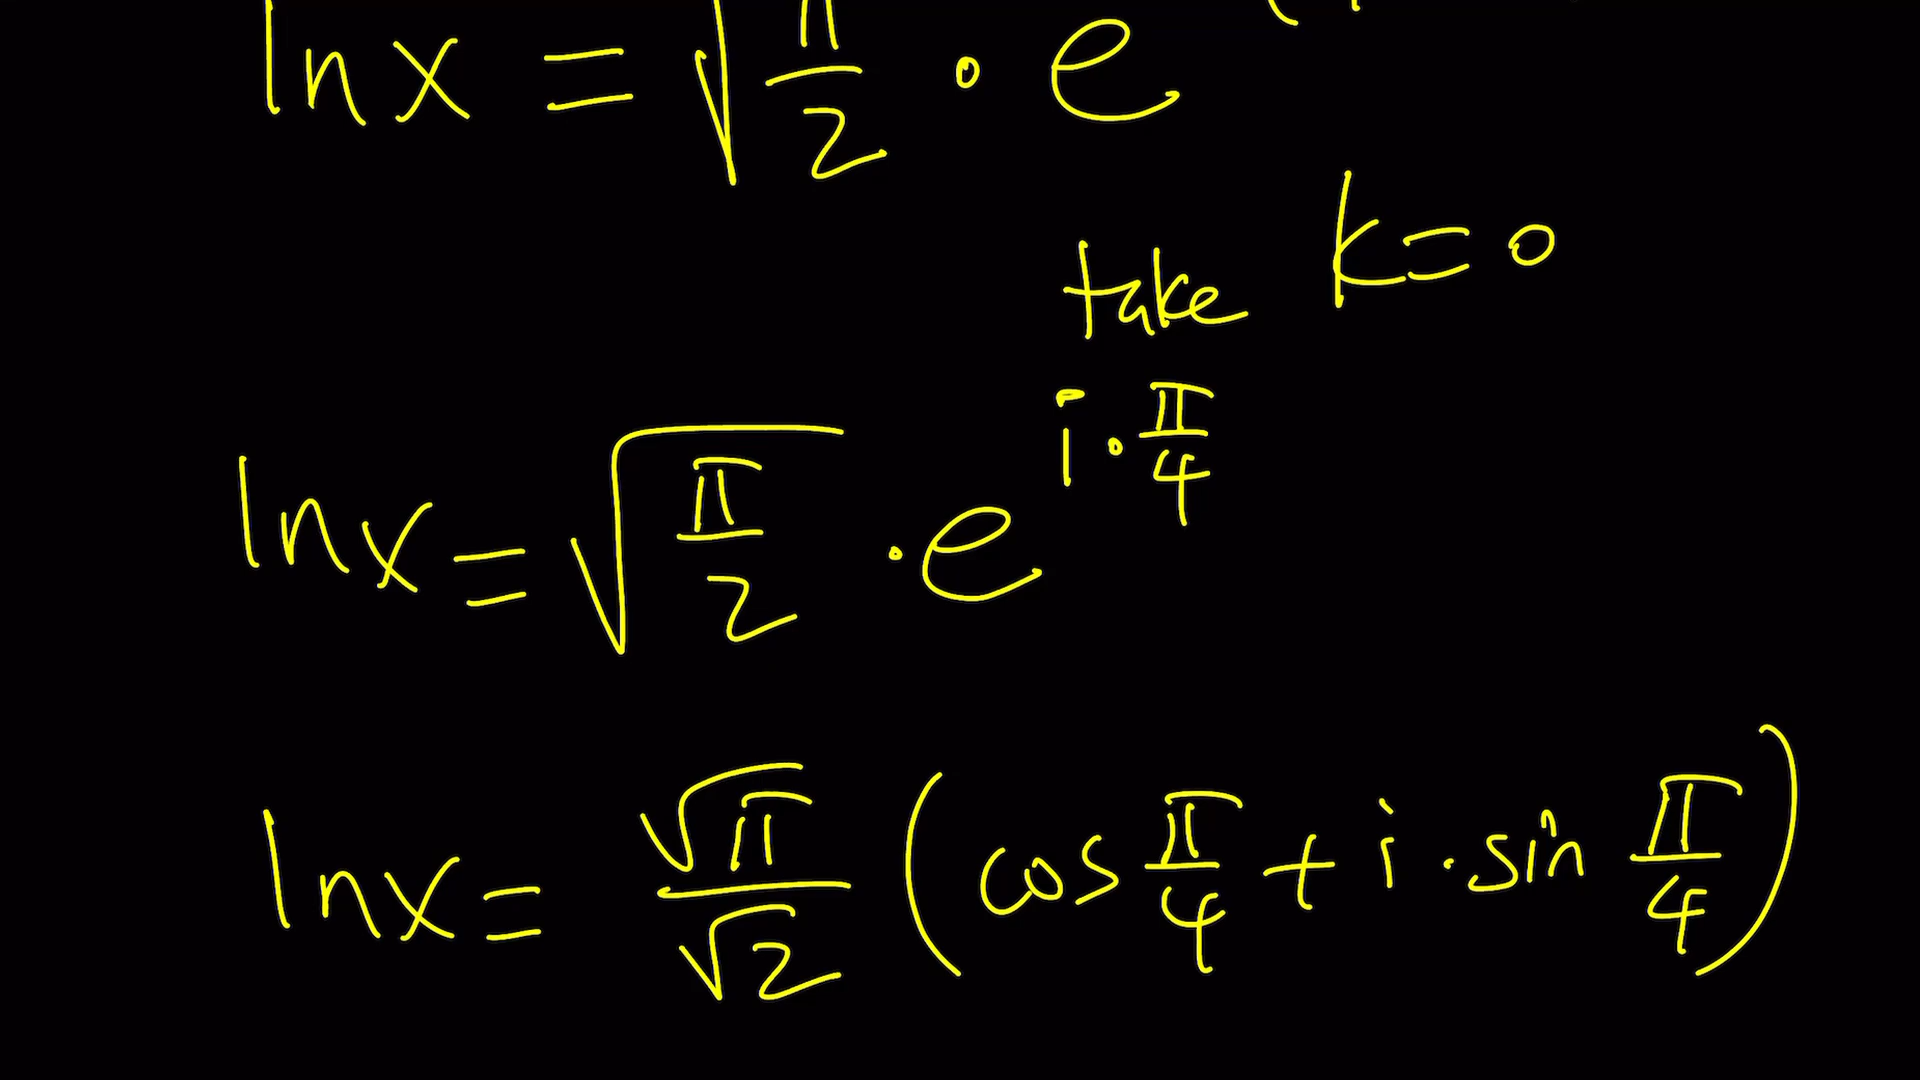 ln x = √(π/2) · e
take k = 0
ln x = √(π/2) · e^(i · π/4)
ln x = √π/√2 (cos π/4 + i · sin π/4)